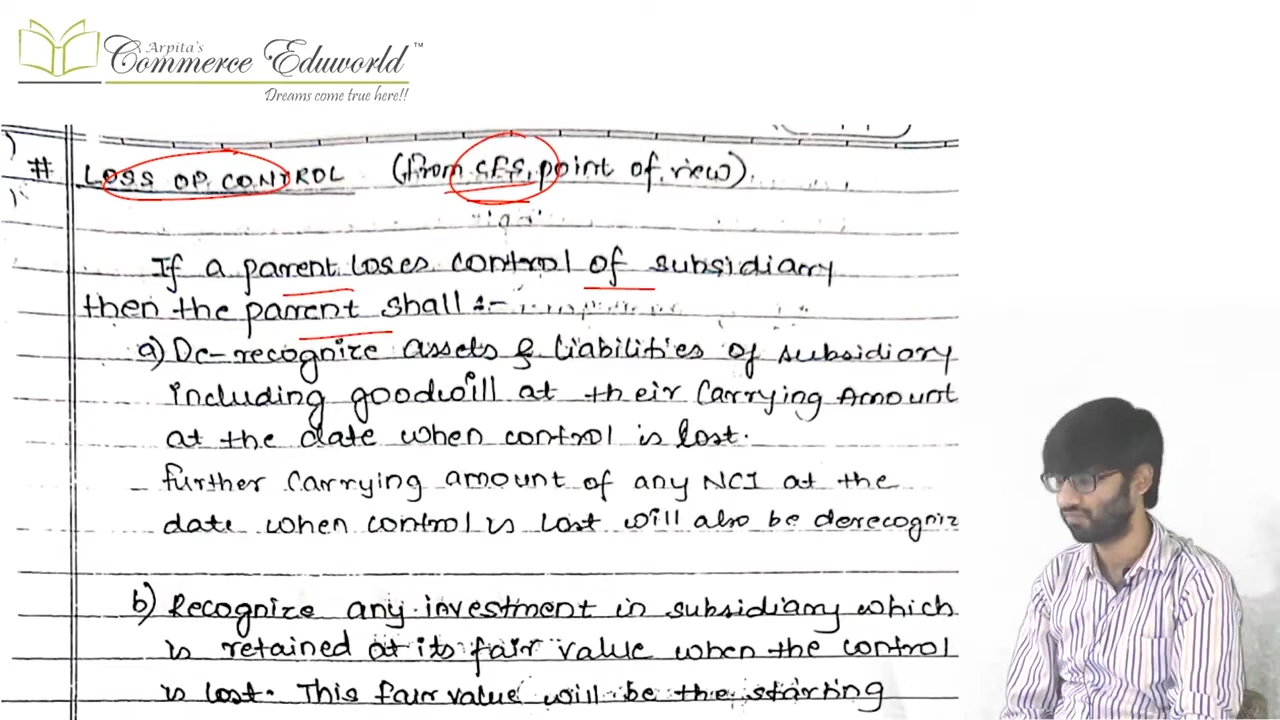 Arpita's
Commerce Eduworld™
Dreams come true here!!
# LOSS OF CONTROL (from CFS point of view).
If a parent loses control of subsidiary
then the parent shall :-
a) De-recognize assets & liabilities of subsidiary
including goodwill at their carrying Amount
at the date when control is lost.
- further carrying amount of any NCI at the
date when control is lost will also be derecogniz
b) Recognize any investment in subsidiary which
is retained at its fair value when the control
is lost. This fair value will be the starting